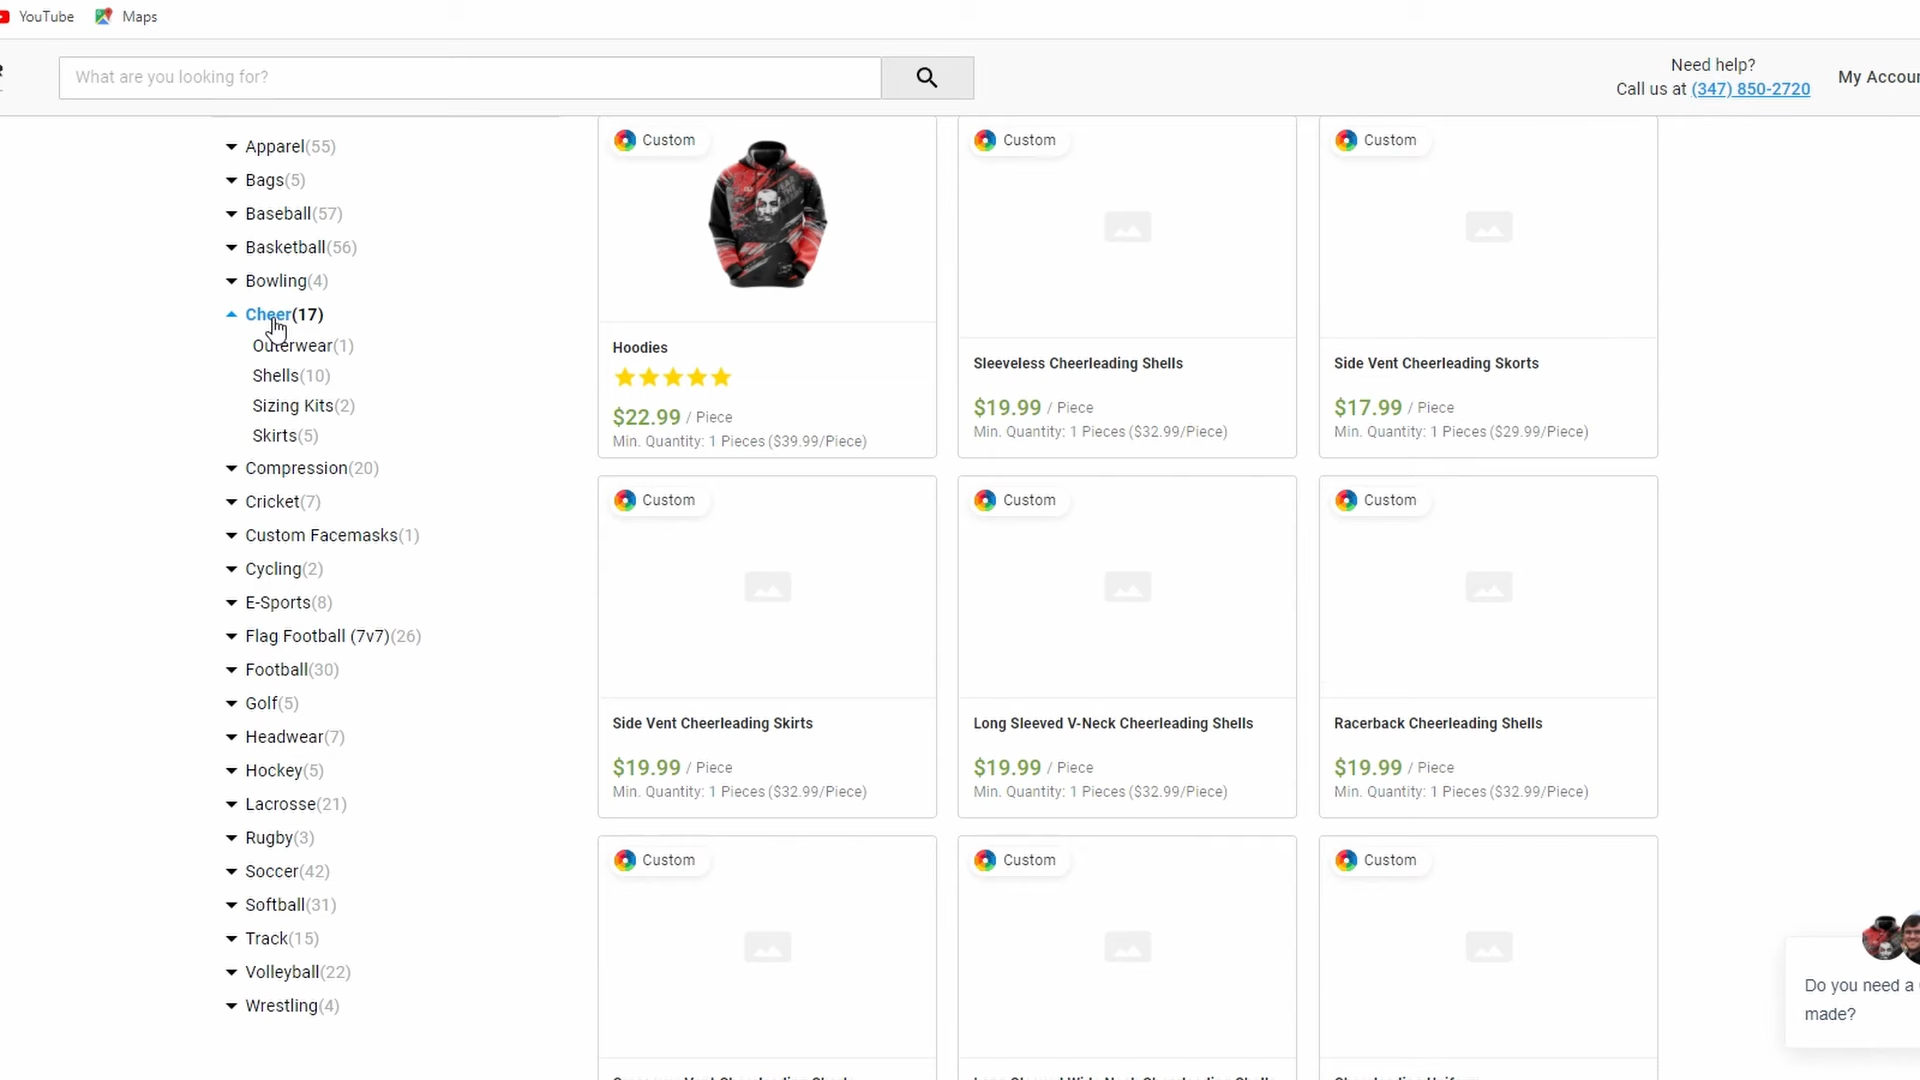 YouTube
Maps
What are you looking for?
Need help?
Call us at (347) 850-2720
My Accou
Apparel(55)
Bags(5)
Baseball(57)
Basketball(56)
Bowling(4)
Cheer(17)
Outerwear(1)
Shells(10)
Sizing Kits(2)
Skirts(5)
Compression(20)
Cricket(7)
Custom Facemasks(1)
Cycling(2)
E-Sports(8)
Flag Football (7v7)(26)
Football(30)
Golf(5)
Headwear(7)
Hockey(5)
Lacrosse(21)
Rugby(3)
Soccer(42)
Softball(31)
Track(15)
Volleyball(22)
Wrestling(4)
Custom
Hoodies
$22.99 / Piece
Min. Quantity: 1 Pieces ($39.99/Piece)
Custom
Sleeveless Cheerleading Shells
$19.99 / Piece
Min. Quantity: 1 Pieces ($32.99/Piece)
Custom
Side Vent Cheerleading Skorts
$17.99 / Piece
Min. Quantity: 1 Pieces ($29.99/Piece)
Custom
Side Vent Cheerleading Skirts
$19.99 / Piece
Min. Quantity: 1 Pieces ($32.99/Piece)
Custom
Long Sleeved V-Neck Cheerleading Shells
$19.99 / Piece
Min. Quantity: 1 Pieces ($32.99/Piece)
Custom
Racerback Cheerleading Shells
$19.99 / Piece
Min. Quantity: 1 Pieces ($32.99/Piece)
Custom
Custom
Custom
Do you need a
made?